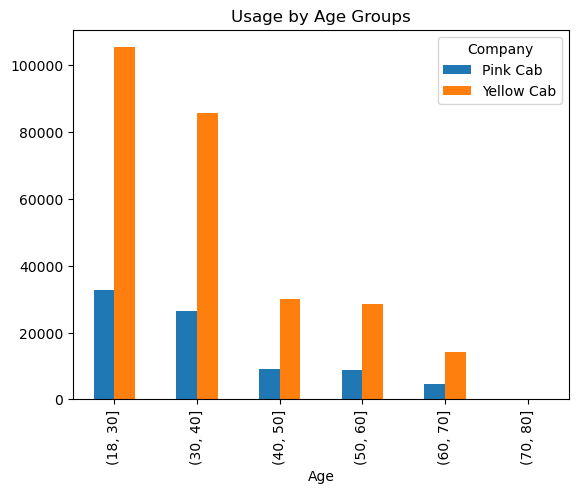 Usage by Age Groups
Company
Pink Cab
Yellow Cab
100000
80000
60000
40000
20000
0
(18, 30]
(30, 40]
(40, 50]
(50, 60]
(60, 70]
(70, 80]
Age